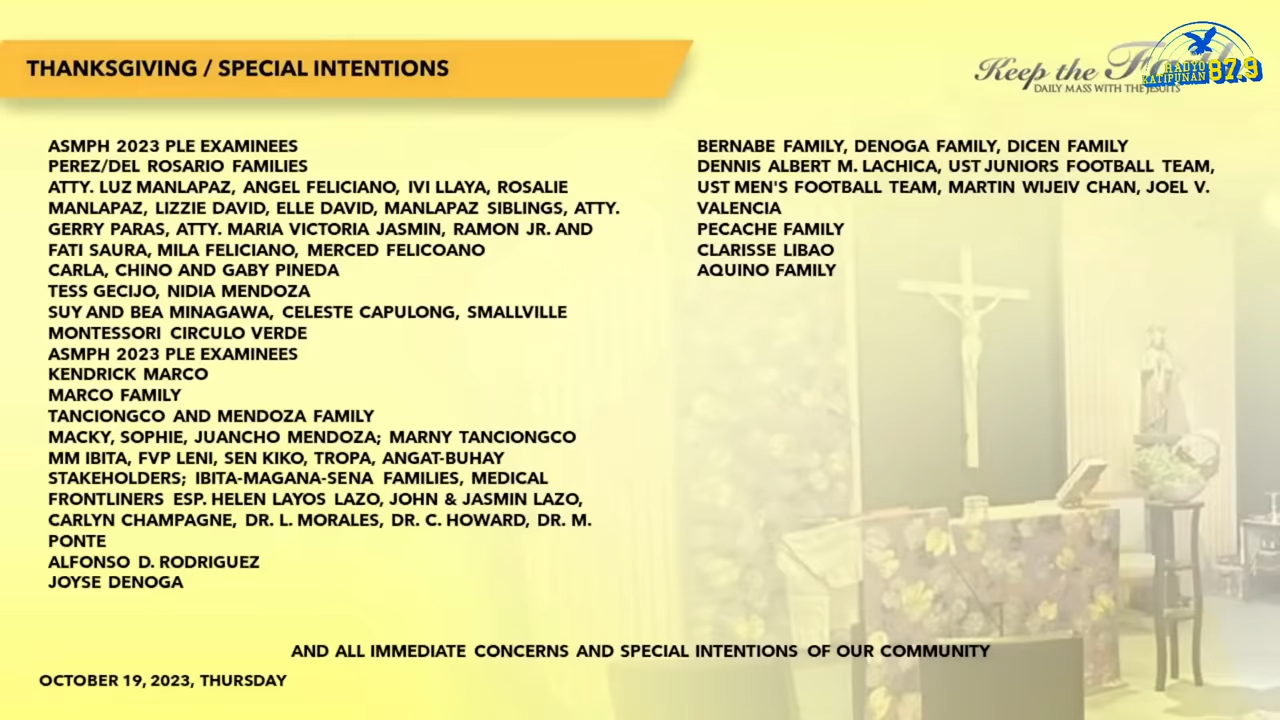 THANKSGIVING / SPECIAL INTENTIONS
Keep the
DAILY MASS WITH THE JESUITS
RADYO
KATIPUNAN
87.9
ASMPH 2023 PLE EXAMINEES
PEREZ/DEL ROSARIO FAMILIES
ATTY. LUZ MANLAPAZ, ANGEL FELICIANO, IVI LLAYA, ROSALIE
MANLAPAZ, LIZZIE DAVID, ELLE DAVID, MANLAPAZ SIBLINGS, ATTY.
GERRY PARAS, ATTY. MARIA VICTORIA JASMIN, RAMON JR. AND
FATI SAURA, MILA FELICIANO, MERCED FELICOANO
CARLA, CHINO AND GABY PINEDA
TESS GECIJO, NIDIA MENDOZA
SUY AND BEA MINAGAWA, CELESTE CAPULONG, SMALLVILLE
MONTESSORI CIRCULO VERDE
ASMPH 2023 PLE EXAMINEES
KENDRICK MARCO
MARCO FAMILY
TANCIONGCO AND MENDOZA FAMILY
MACKY, SOPHIE, JUANCHO MENDOZA; MARNY TANCIONGCO
MM IBITA, FVP LENI, SEN KIKO, TROPA, ANGAT-BUHAY
STAKEHOLDERS; IBITA-MAGANA-SENA FAMILIES, MEDICAL
FRONTLINERS ESP. HELEN LAYOS LAZO, JOHN & JASMIN LAZO,
CARLYN CHAMPAGNE, DR. L. MORALES, DR. C. HOWARD, DR. M.
PONTE
ALFONSO D. RODRIGUEZ
JOYSE DENOGA
BERNABE FAMILY, DENOGA FAMILY, DICEN FAMILY
DENNIS ALBERT M. LACHICA, UST JUNIORS FOOTBALL TEAM,
UST MEN'S FOOTBALL TEAM, MARTIN WIJEIV CHAN, JOEL V.
VALENCIA
PECACHE FAMILY
CLARISSE LIBAO
AQUINO FAMILY
AND ALL IMMEDIATE CONCERNS AND SPECIAL INTENTIONS OF OUR COMMUNITY
OCTOBER 19, 2023, THURSDAY